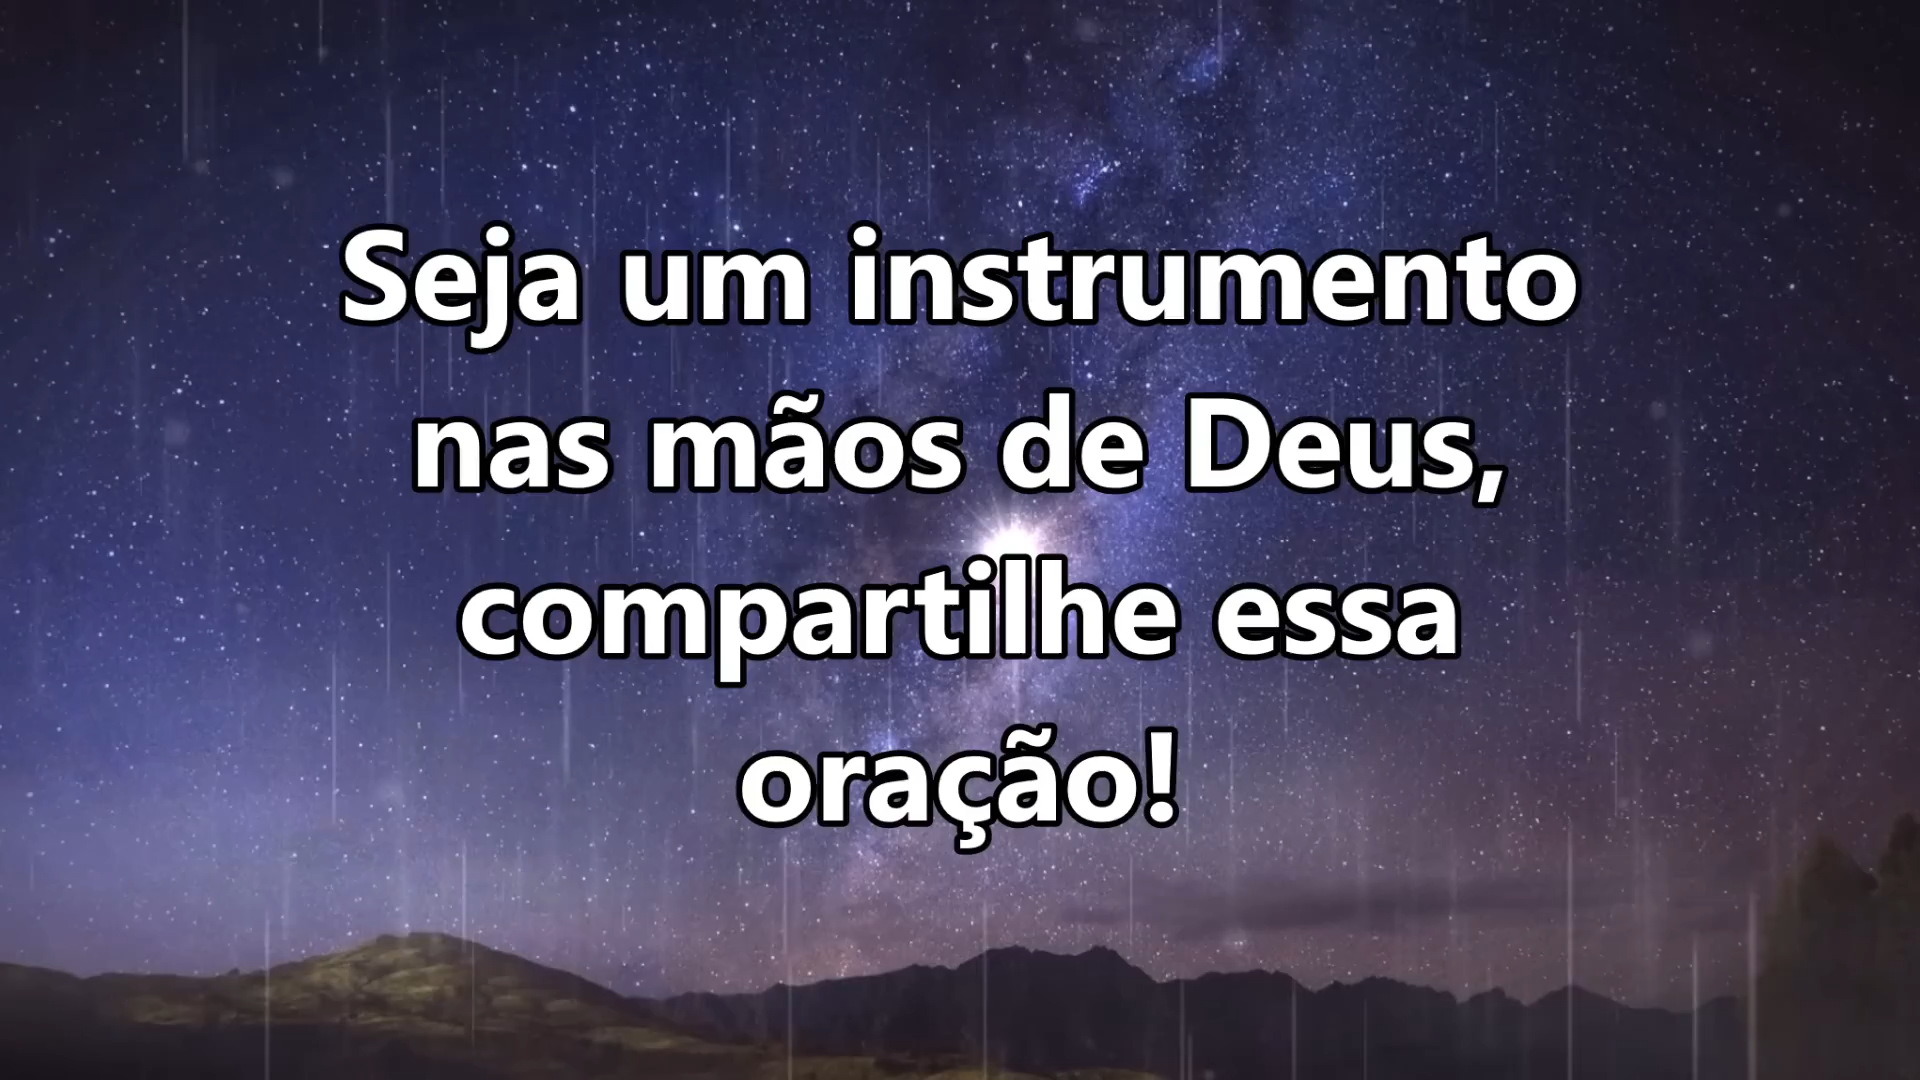 Seja um instrumento
nas mãos de Deus,
compartilhe essa
oração!